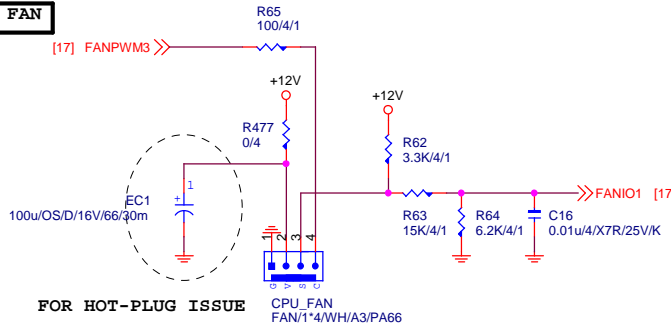 FAN
R65
100/4/1
[17] FANPWM3
+12V
+12V
R477
0/4
R62
3.3K/4/1
EC1
100u/OS/D/16V/66/30m
+
1
FANIO1 [17
R63
15K/4/1
R64
6.2K/4/1
C16
0.01u/4/X7R/25V/K
1 2 3 4
G V S C
FOR HOT-PLUG ISSUE
CPU_FAN
FAN/1*4/WH/A3/PA66